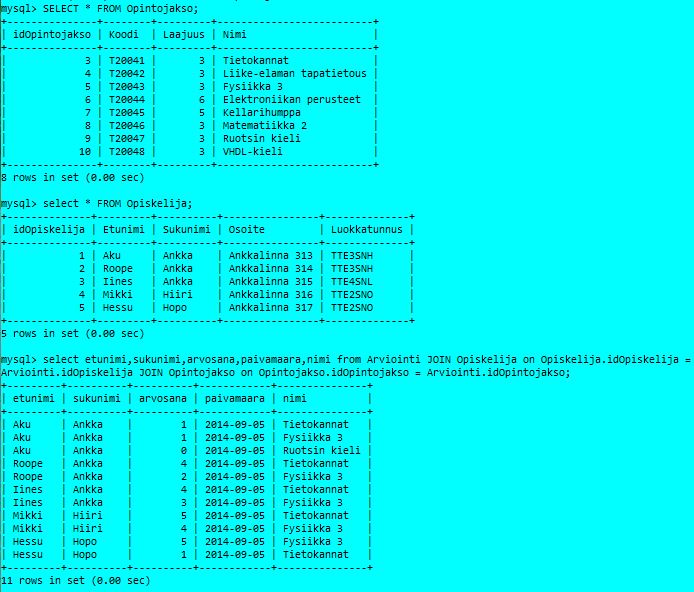 mysql> SELECT * FROM Opintojakso;
+--------------+--------+---------+--------------------------+
| idOpintojakso | Koodi  | Laajuus | Nimi                     |
+--------------+--------+---------+--------------------------+
|             3 | T20041 |       3 | Tietokannat              |
|             4 | T20042 |       3 | Liike-elaman tapatietous |
|             5 | T20043 |       3 | Fysiikka 3               |
|             6 | T20044 |       6 | Elektroniikan perusteet  |
|             7 | T20045 |       5 | Kellarihumppa            |
|             8 | T20046 |       3 | Matematiikka 2           |
|             9 | T20047 |       3 | Ruotsin kieli            |
|            10 | T20048 |       3 | VHDL-kieli               |
+--------------+--------+---------+--------------------------+
8 rows in set (0.00 sec)
mysql> select * FROM Opiskelija;
+--------------+---------+----------+----------------+--------------+
| idOpiskelija | Etunimi | Sukunimi | Osoite         | Luokkatunnus |
+--------------+---------+----------+----------------+--------------+
|            1 | Aku     | Ankka    | Ankkalinna 313 | TTE3SNH      |
|            2 | Roope   | Ankka    | Ankkalinna 314 | TTE3SNH      |
|            3 | Iines   | Ankka    | Ankkalinna 315 | TTE4SNL      |
|            4 | Mikki   | Hiiri    | Ankkalinna 316 | TTE2SNO      |
|            5 | Hessu   | Hopo     | Ankkalinna 317 | TTE2SNO      |
+--------------+---------+----------+----------------+--------------+
5 rows in set (0.00 sec)
mysql> select etunimi,sukunimi,arvosana,paivamaara,nimi from Arviointi JOIN Opiskelija on Opiskelija.idOpiskelija =
Arviointi.idOpiskelija JOIN Opintojakso on Opintojakso.idOpintojakso = Arviointi.idOpintojakso;
+---------+----------+----------+------------+---------------+
| etunimi | sukunimi | arvosana | paivamaara | nimi          |
+---------+----------+----------+------------+---------------+
| Aku     | Ankka    |        1 | 2014-09-05 | Tietokannat   |
| Aku     | Ankka    |        1 | 2014-09-05 | Fysiikka 3    |
| Aku     | Ankka    |        0 | 2014-09-05 | Ruotsin kieli |
| Roope   | Ankka    |        4 | 2014-09-05 | Tietokannat   |
| Roope   | Ankka    |        2 | 2014-09-05 | Fysiikka 3    |
| Iines   | Ankka    |        4 | 2014-09-05 | Tietokannat   |
| Iines   | Ankka    |        3 | 2014-09-05 | Fysiikka 3    |
| Mikki   | Hiiri    |        5 | 2014-09-05 | Tietokannat   |
| Mikki   | Hiiri    |        4 | 2014-09-05 | Fysiikka 3    |
| Hessu   | Hopo     |        5 | 2014-09-05 | Fysiikka 3    |
| Hessu   | Hopo     |        1 | 2014-09-05 | Tietokannat   |
+---------+----------+----------+------------+---------------+
11 rows in set (0.00 sec)